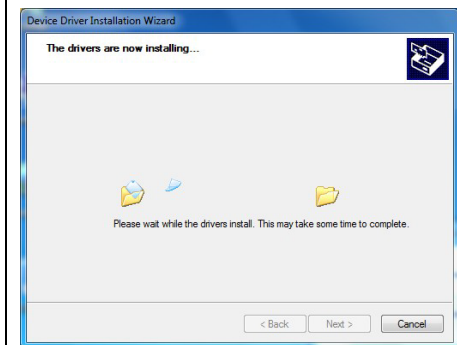 Device Driver Installation Wizard
The drivers are now installing...
Please wait while the drivers install. This may take some time to complete.
< Back Next > Cancel